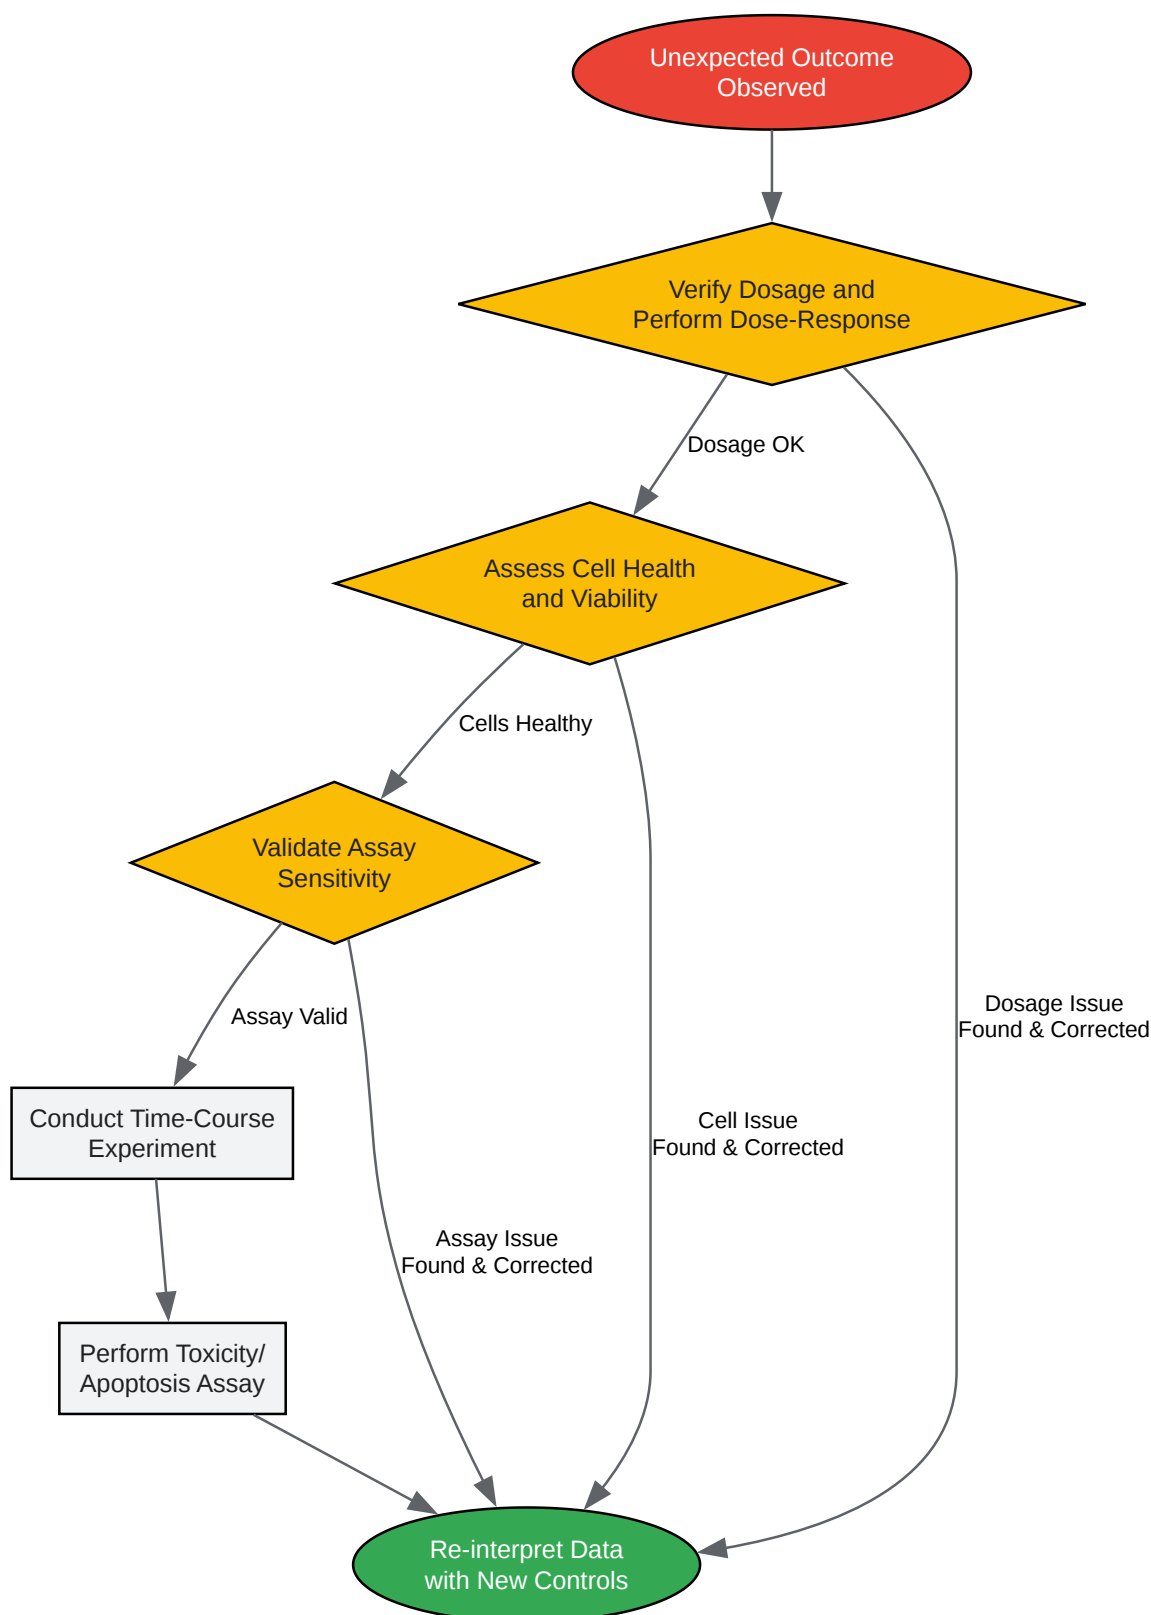 Unexpected Outcome
Observed
Verify Dosage and
Perform Dose-Response
Dosage OK
Assess Cell Health
and Viability
Cells Healthy
Validate Assay
Sensitivity
Assay Valid
Dosage Issue
Found & Corrected
Conduct Time-Course
Experiment
Cell Issue
Found & Corrected
Assay Issue
Found & Corrected
Perform Toxicity/
Apoptosis Assay
Re-interpret Data
with New Controls